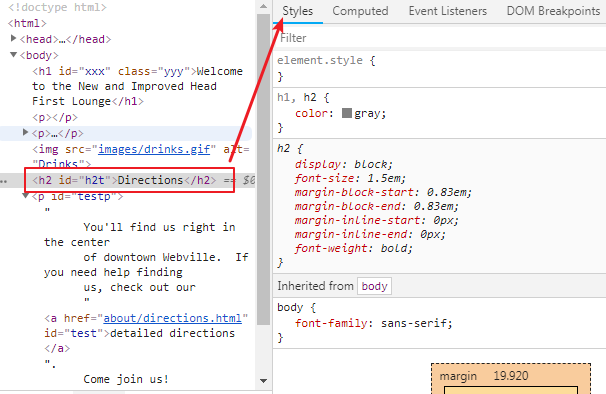 <!doctype html>
<html>
<head>…</head>
<body>
<h1 id="xxx" class="yyy">Welcome
to the New and Improved Head
First Lounge</h1>
<p></p>
<p>…</p>
<img src="images/drinks.gif" alt=
"Drinks">
<h2 id="h2t">Directions</h2> == $0
<p id="testp">
"
You'll find us right in
the center
of downtown Webville.  If
you need help finding
us, check out our
"
<a href="about/directions.html"
id="test">detailed directions
</a>
".
Come join us!
Styles
Computed
Event Listeners
DOM Breakpoints
Filter
element.style {
}
h1, h2 {
color: gray;
}
h2 {
display: block;
font-size: 1.5em;
margin-block-start: 0.83em;
margin-block-end: 0.83em;
margin-inline-start: 0px;
margin-inline-end: 0px;
font-weight: bold;
}
Inherited from body
body {
font-family: sans-serif;
}
margin 19.920